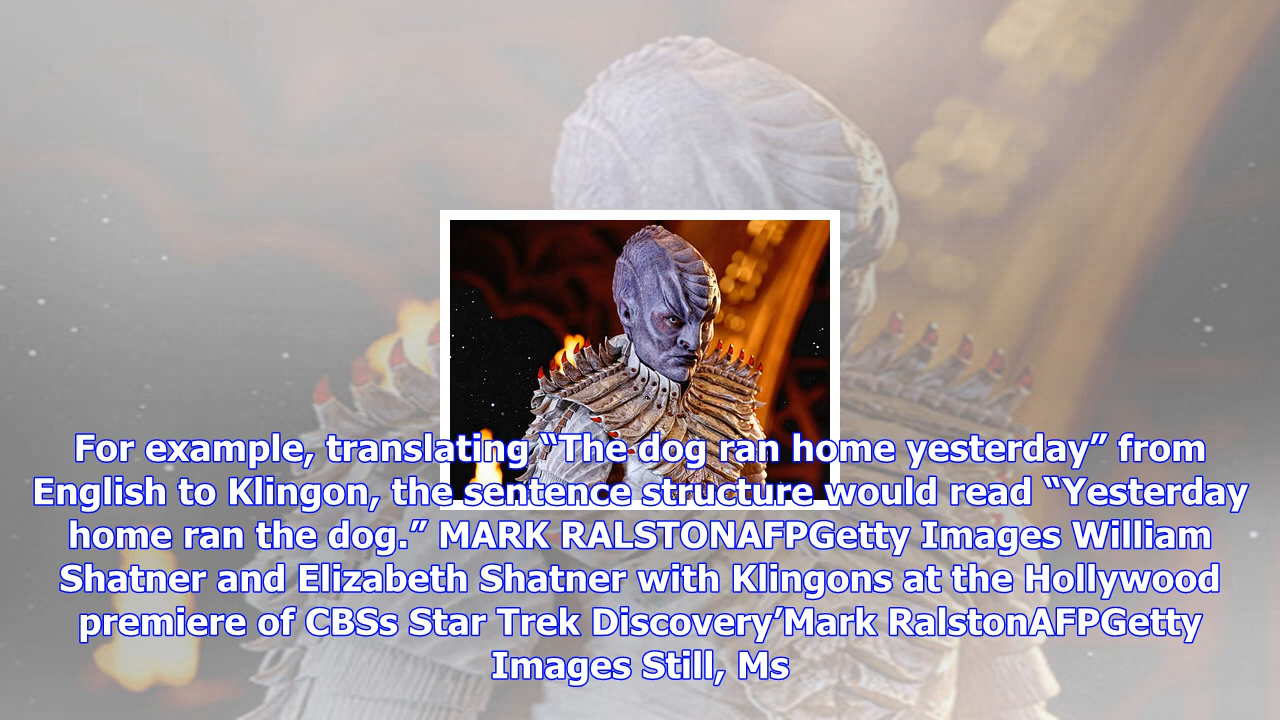 For example, translating “The dog ran home yesterday” from
English to Klingon, the sentence structure would read “Yesterday
home ran the dog.” MARK RALSTONAFPGetty Images William
Shatner and Elizabeth Shatner with Klingons at the Hollywood
premiere of CBSs Star Trek Discovery’Mark RalstonAFPGetty
Images Still, Ms